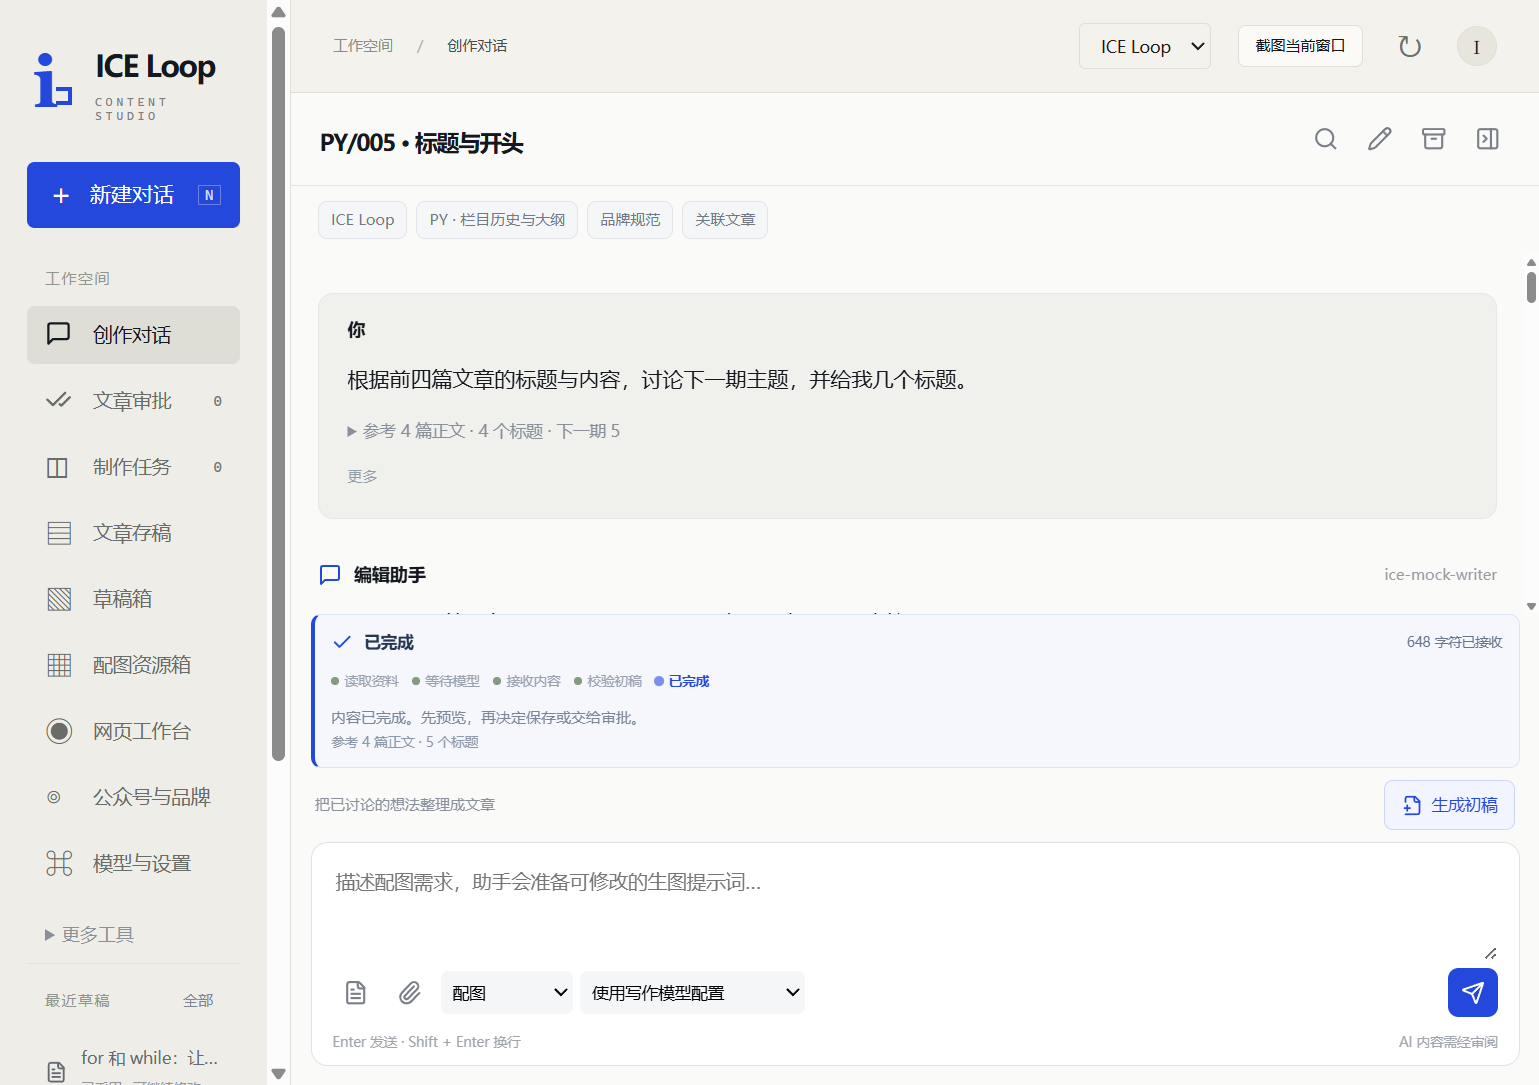 ICE Loop
CONTENT
STUDIO
+ 新建对话 N
工作空间
创作对话
文章审批 0
制作任务 0
文章存稿
草稿箱
配图资源箱
网页工作台
公众号与品牌
模型与设置
更多工具
最近草稿 全部
for 和 while：让...
工作空间 / 创作对话
ICE Loop
截图当前窗口
I
PY/005 • 标题与开头
ICE Loop
PY · 栏目历史与大纲
品牌规范
关联文章
你
根据前四篇文章的标题与内容，讨论下一期主题，并给我几个标题。
参考 4 篇正文 · 4 个标题 · 下一期 5
更多
编辑助手
ice-mock-writer
已完成
648 字符已接收
读取资料 等待模型 接收内容 校验初稿 已完成
内容已完成。先预览，再决定保存或交给审批。
参考 4 篇正文 · 5 个标题
把已讨论的想法整理成文章
生成初稿
描述配图需求，助手会准备可修改的生图提示词...
配图
使用写作模型配置
Enter 发送 · Shift + Enter 换行
AI 内容需经审阅